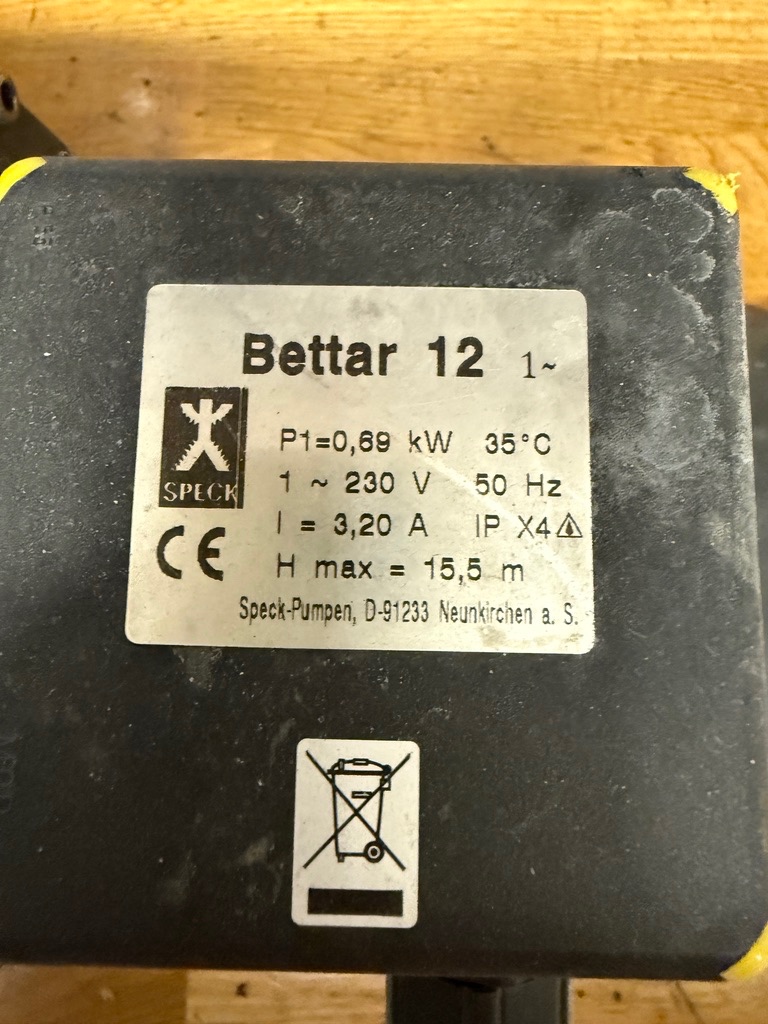 Bettar 12 1~
SPECK
P1=0,69 kW 35°C
1 ~ 230 V 50 Hz
I = 3,20 A IP X4
CE
H max = 15,5 m
Speck-Pumpen, D-91233 Neunkirchen a. S.